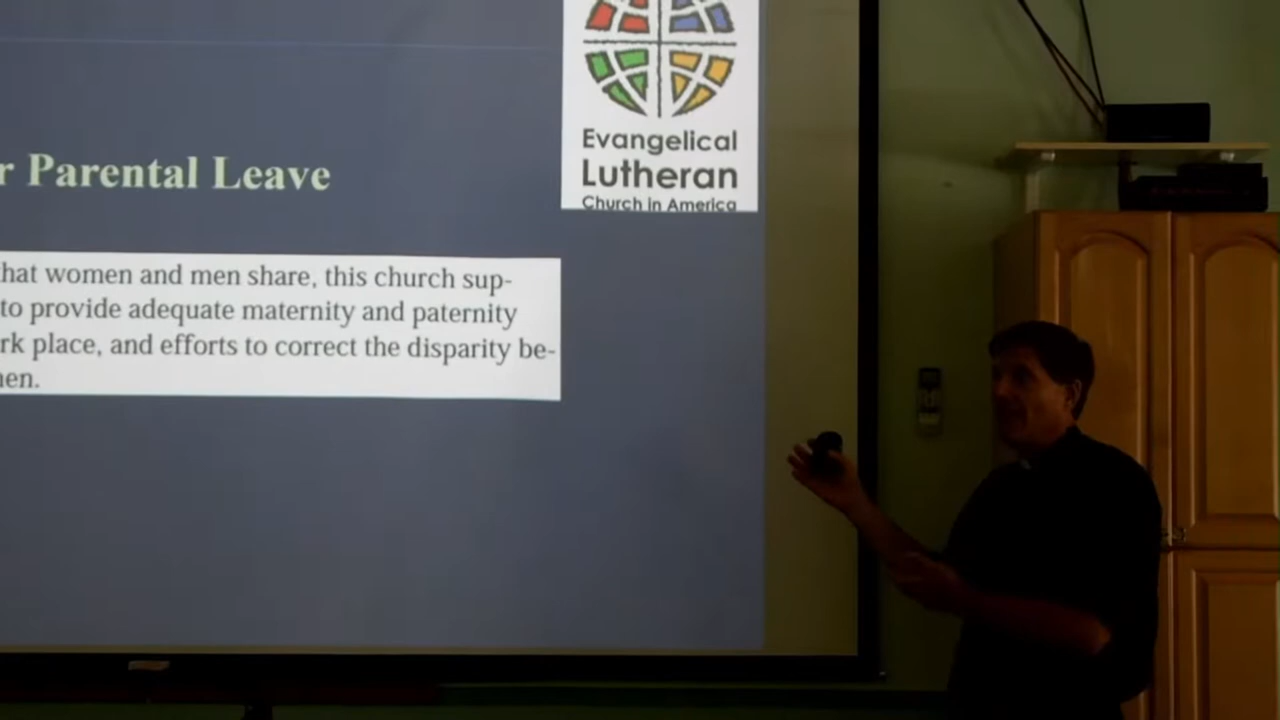 Evangelical
Lutheran
Church in America
r Parental Leave
hat women and men share, this church sup-
to provide adequate maternity and paternity
rk place, and efforts to correct the disparity be-
en.